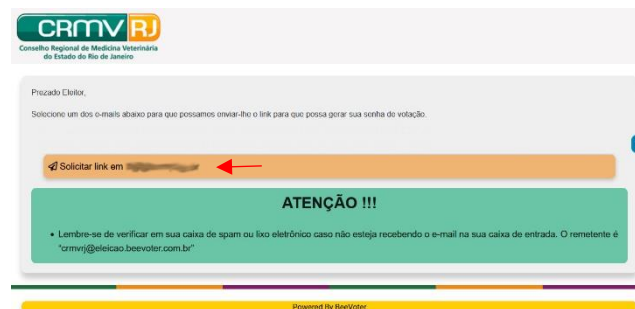 CRMV RJ
Conselho Regional de Medicina Veterinária
do Estado do Rio de Janeiro
Prezado Eleitor,
Selecione um dos e-mails abaixo para que possamos enviar-lhe o link para que possa gerar sua senha de votação.
Solicitar link em
ATENÇÃO !!!
• Lembre-se de verificar em sua caixa de spam ou lixo eletrônico caso não esteja recebendo o e-mail na sua caixa de entrada. O remetente é
"crmvrj@eleicao.beevoter.com.br"
Powered By BeeVoter